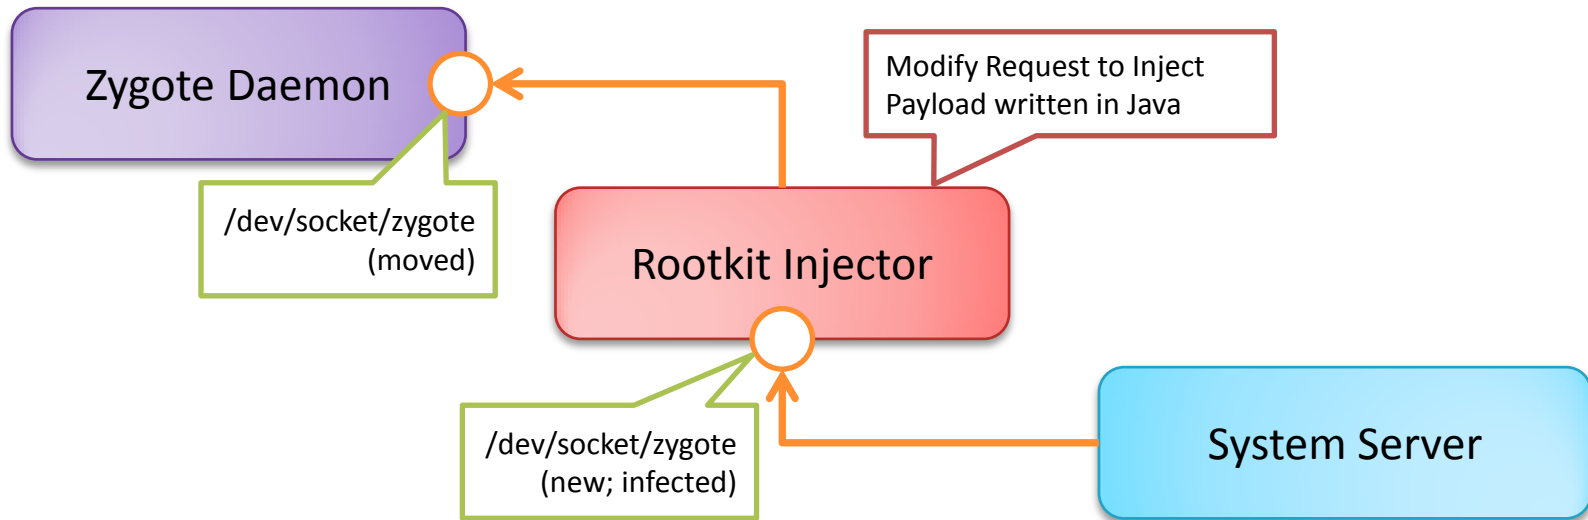 Zygote Daemon
Modify Request to Inject
Payload written in Java
/dev/socket/zygote
(moved)
Rootkit Injector
/dev/socket/zygote
(new; infected)
System Server